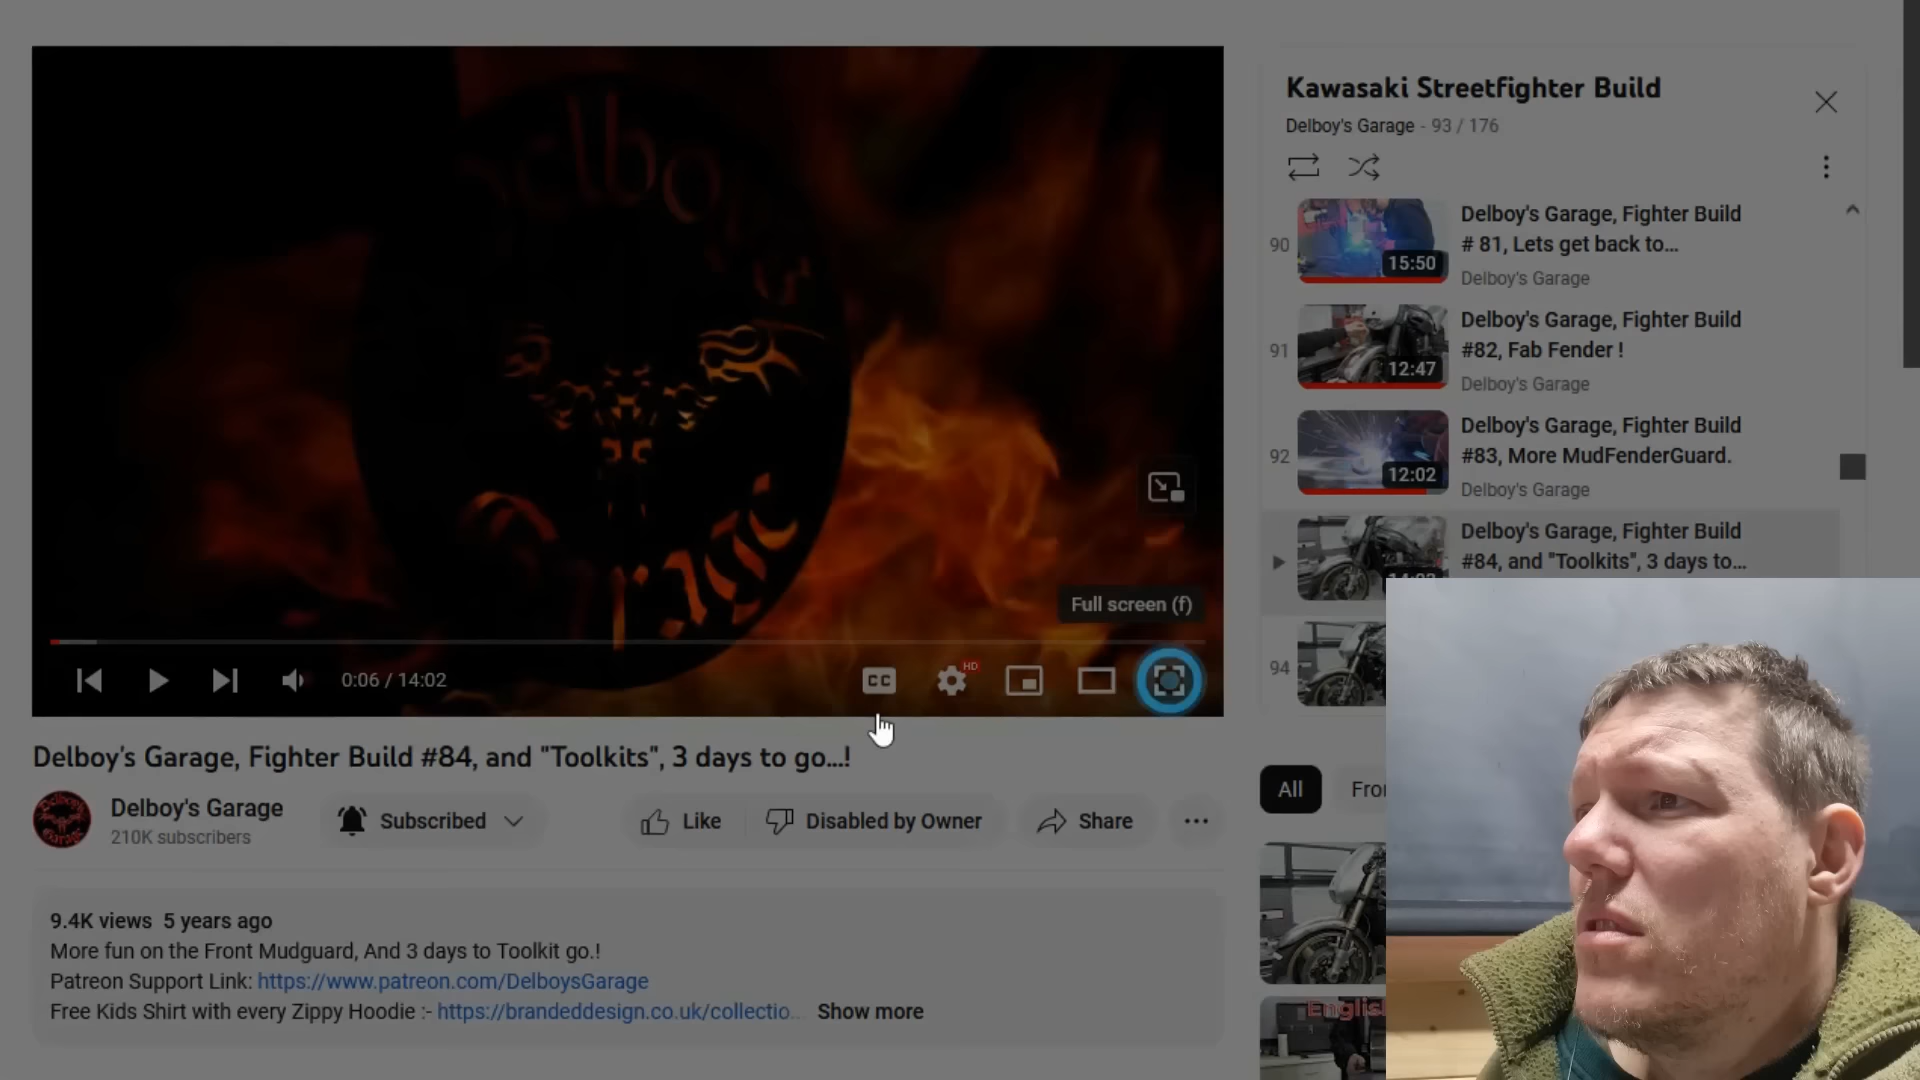 Delboy
Garage
Full screen (f)
0:06 / 14:02
CC
HD
Delboy's Garage, Fighter Build #84, and "Toolkits", 3 days to go...!
Delboy's Garage
210K subscribers
Subscribed
Like
Disabled by Owner
Share
9.4K views 5 years ago
More fun on the Front Mudguard, And 3 days to Toolkit go.!
Patreon Support Link: https://www.patreon.com/DelboysGarage
Free Kids Shirt with every Zippy Hoodie :- https://brandeddesign.co.uk/collectio... Show more
Kawasaki Streetfighter Build
Delboy's Garage - 93 / 176
90
15:50
Delboy's Garage, Fighter Build
# 81, Lets get back to...
Delboy's Garage
91
12:47
Delboy's Garage, Fighter Build
#82, Fab Fender !
Delboy's Garage
92
12:02
Delboy's Garage, Fighter Build
#83, More MudFenderGuard.
Delboy's Garage
Delboy's Garage, Fighter Build
#84, and "Toolkits", 3 days to...
94
All